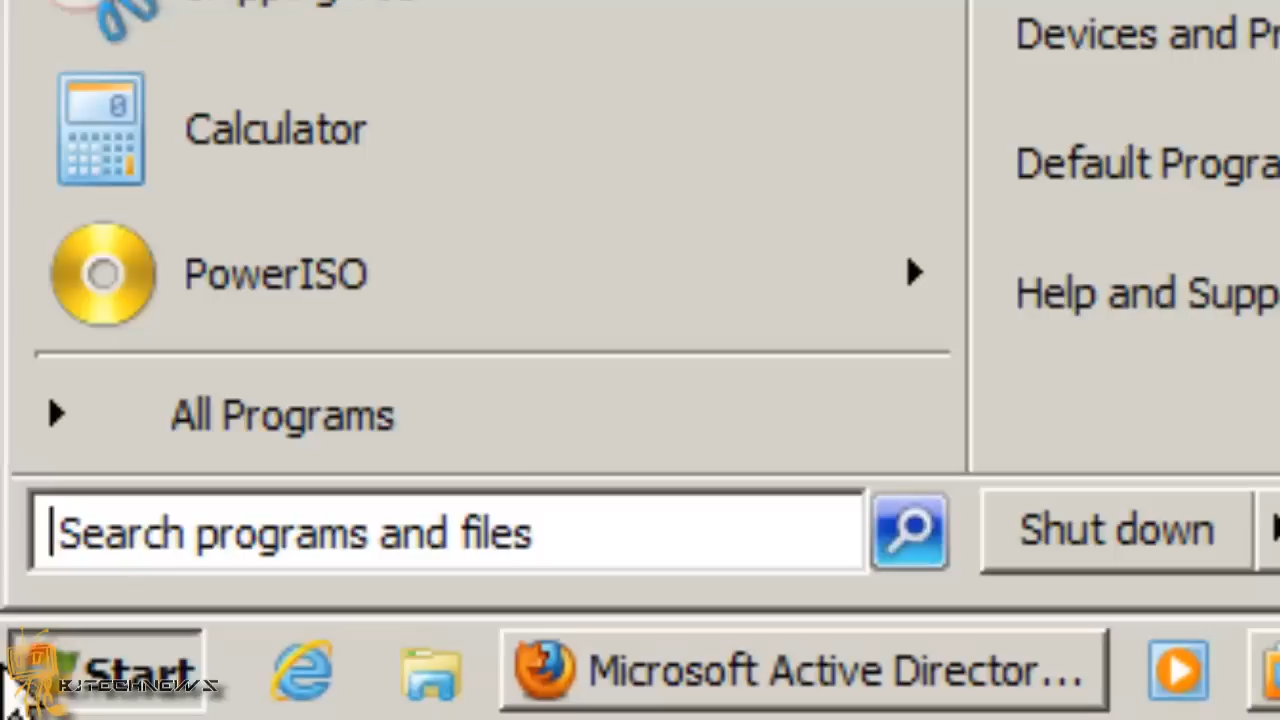 Calculator
PowerISO
All Programs
Search programs and files
Devices and Pr
Default Progra
Help and Supp
Shut down
Start
BJTECHNEWS
Microsoft Active Director...